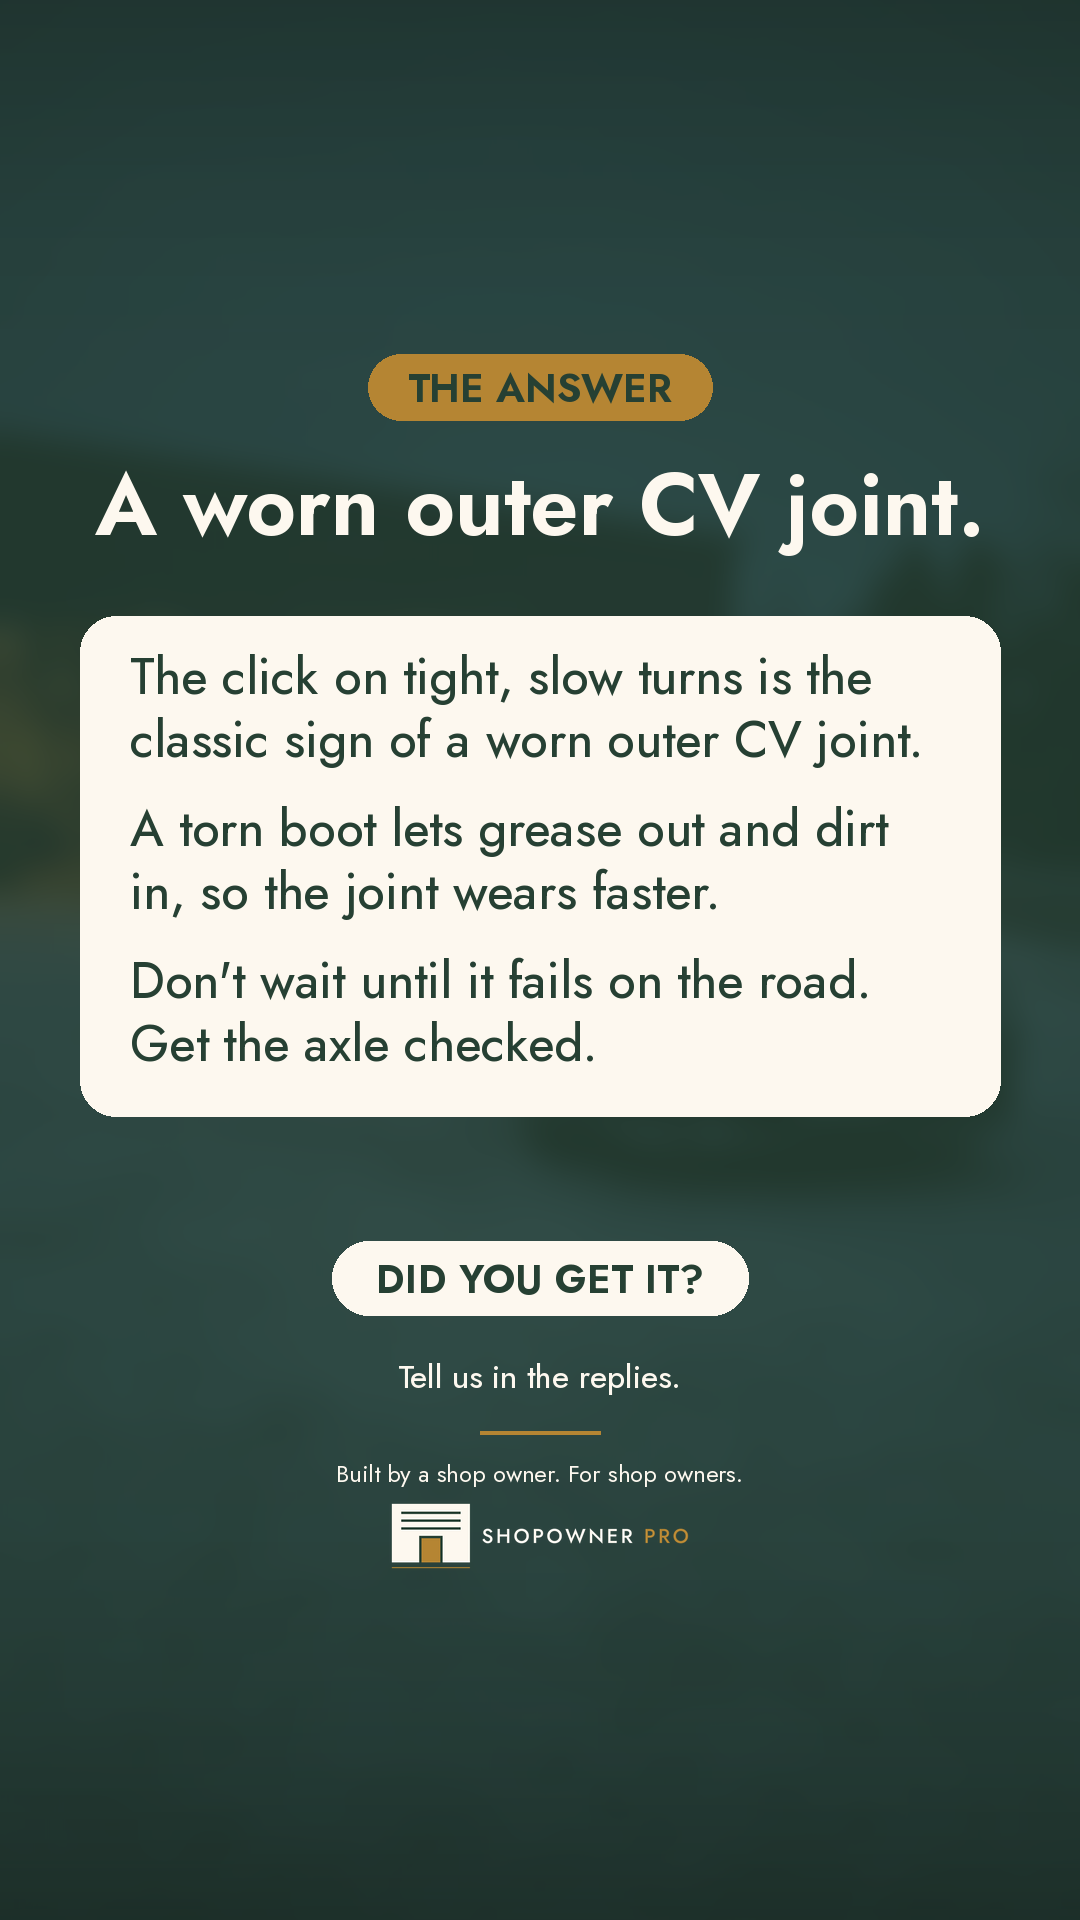 THE ANSWER
A worn outer CV joint.
The click on tight, slow turns is the
classic sign of a worn outer CV joint.
A torn boot lets grease out and dirt
in, so the joint wears faster.
Don't wait until it fails on the road.
Get the axle checked.
DID YOU GET IT?
Tell us in the replies.
Built by a shop owner. For shop owners.
SHOPOWNER PRO